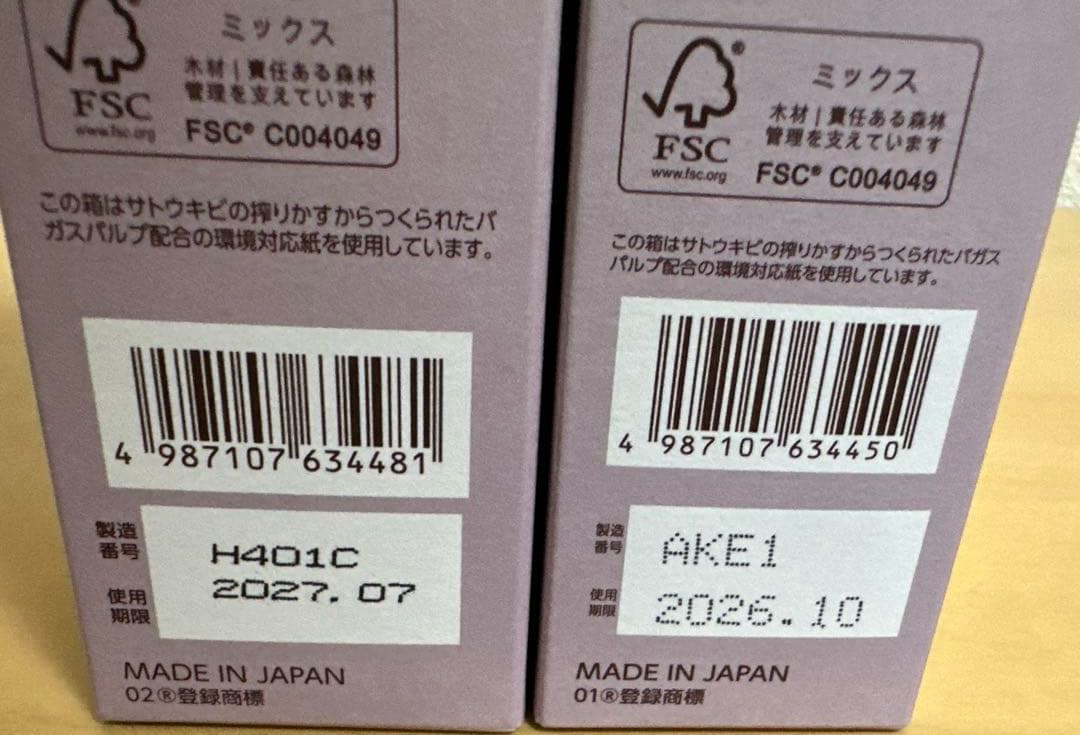 ミックス
木材 | 責任ある森林
管理を支えています
FSC
www.fsc.org
FSC® C004049
この箱はサトウキビの搾りかすからつくられたバ
ガスパルプ配合の環境対応紙を使用しています。
4 987107 634481
製造
番号
H401C
使用
期限
2027.07
MADE IN JAPAN
02®登録商標
®
ミックス
木材 | 責任ある森林
管理を支えています
FSC
www.fsc.org
FSC® C004049
この箱はサトウキビの搾りかすからつくられたバガス
パルプ配合の環境対応紙を使用しています。
4 987107 634450
製造
番号
AKE1
使用
期限
2026.10
MADE IN JAPAN
01®登録商標